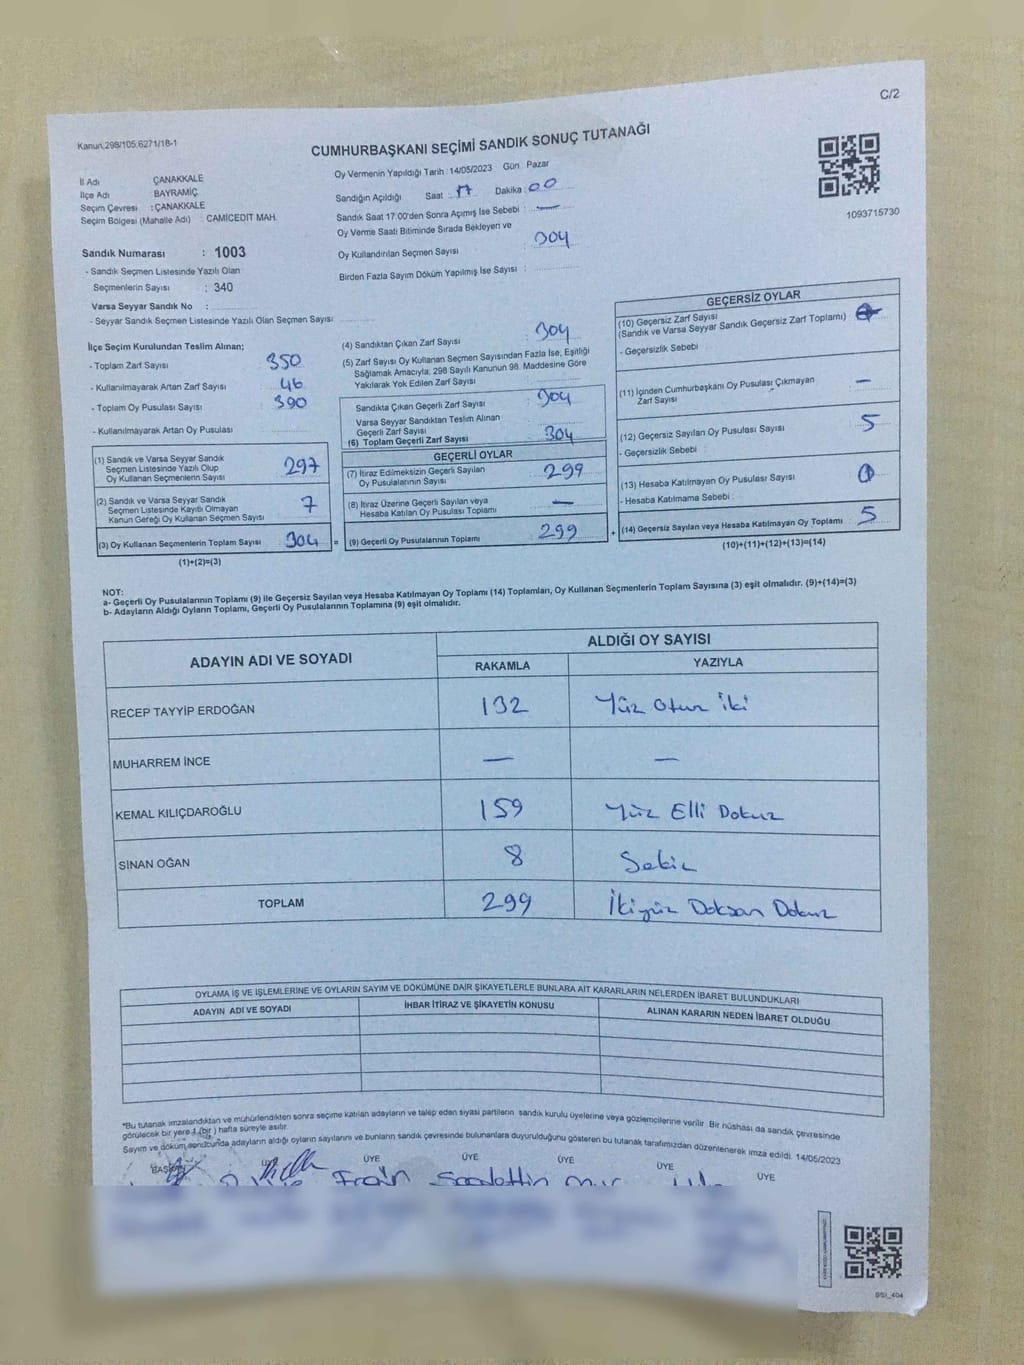 C/2
Kanun.298/105;6271/18-1
CUMHURBAŞKANI SEÇİMİ SANDIK SONUÇ TUTANAĞI
1093715730
İl Adı ÇANAKKALE
İlçe Adı BAYRAMİÇ
Seçim Çevresi : ÇANAKKALE
Seçim Bölgesi (Mahalle Adı) : CAMİCEDİT MAH.
Sandık Numarası : 1003
- Sandık Seçmen Listesinde Yazılı Olan
Seçmenlerin Sayısı : 340
Varsa Seyyar Sandık No :
- Seyyar Sandık Seçmen Listesinde Yazılı Olan Seçmen Sayısı
Oy Vermenin Yapıldığı Tarih : 14/05/2023 Gün : Pazar
Sandığın Açıldığı Saat : 17 Dakika : 00
Sandık Saat 17:00'den Sonra Açımış İse Sebebi : —
Oy Verme Saati Bitiminde Sırada Bekleyen ve
Oy Kullandırılan Seçmen Sayısı : 304
Birden Fazla Sayım Döküm Yapılmış İse Sayısı :
İlçe Seçim Kurulundan Teslim Alınan;
- Toplam Zarf Sayısı 350
- Kullanılmayarak Artan Zarf Sayısı 46
- Toplam Oy Pusulası Sayısı 390
- Kullanılmayarak Artan Oy Pusulası
(1) Sandık ve Varsa Seyyar Sandık
Seçmen Listesinde Yazılı Olup
Oy Kullanan Seçmenlerin Sayısı 297
(2) Sandık ve Varsa Seyyar Sandık
Seçmen Listesinde Kayıtlı Olmayan
Kanun Gereği Oy Kullanan Seçmen Sayısı 7
(3) Oy Kullanan Seçmenlerin Toplam Sayısı 304 =
(1)+(2)=(3)
(4) Sandıktan Çıkan Zarf Sayısı : 304
(5) Zarf Sayısı Oy Kullanan Seçmen Sayısından Fazla İse, Eşitliği
Sağlamak Amacıyla, 298 Sayılı Kanunun 98. Maddesine Göre
Yakılarak Yok Edilen Zarf Sayısı
Sandıkta Çıkan Geçerli Zarf Sayısı : 304
Varsa Seyyar Sandıktan Teslim Alınan
Geçerli Zarf Sayısı
(6) Toplam Geçerli Zarf Sayısı 304
GEÇERLİ OYLAR
(7) İtiraz Edilmeksizin Geçerli Sayılan
Oy Pusulalarının Sayısı 299
(8) İtiraz Üzerine Geçerli Sayılan veya
Hesaba Katılan Oy Pusulası Toplamı —
(9) Geçerli Oy Pusulalarının Toplamı 299 +
GEÇERSİZ OYLAR
(10) Geçersiz Zarf Sayısı
(Sandık ve Varsa Seyyar Sandık Geçersiz Zarf Toplamı)
- Geçersizlik Sebebi
(11) İçinden Cumhurbaşkanı Oy Pusulası Çıkmayan
Zarf Sayısı —
(12) Geçersiz Sayılan Oy Pusulası Sayısı 5
- Geçersizlik Sebebi
(13) Hesaba Katılmayan Oy Pusulası Sayısı
- Hesaba Katılmama Sebebi :
(14) Geçersiz Sayılan veya Hesaba Katılmayan Oy Toplamı 5
(10)+(11)+(12)+(13)=(14)
NOT:
a- Geçerli Oy Pusulalarının Toplamı (9) ile Geçersiz Sayılan veya Hesaba Katılmayan Oy Toplamı (14) Toplamları, Oy Kullanan Seçmenlerin Toplam Sayısına (3) eşit olmalıdır. (9)+(14)=(3)
b- Adayların Aldığı Oyların Toplamı, Geçerli Oy Pusulalarının Toplamına (9) eşit olmalıdır.
ADAYIN ADI VE SOYADI ALDIĞI OY SAYISI
RAKAMLA YAZIYLA
RECEP TAYYİP ERDOĞAN 132 Yüz Otuz iki
MUHARREM İNCE — —
KEMAL KILIÇDAROĞLU 159 Yüz Elli Dokuz
SİNAN OĞAN 8 Sekiz
TOPLAM 299 İkiyüz Doksan Dokuz
OYLAMA İŞ VE İŞLEMLERİNE VE OYLARIN SAYIM VE DÖKÜMÜNE DAİR ŞİKAYETLERLE BUNLARA AİT KARARLARIN NELERDEN İBARET BULUNDUKLARI
ADAYIN ADI VE SOYADI İHBAR İTİRAZ VE ŞİKAYETİN KONUSU ALINAN KARARIN NEDEN İBARET OLDUĞU
*Bu tutanak imzalandıktan ve mühürlendikten sonra seçime katılan adayların ve talep eden siyasi partilerin sandık kurulu üyelerine veya gözlemcilerine verilir. Bir nüshası da sandık çevresinde
görülecek bir yere 1 (bir ) hafta süreyle asılır.
Sayım ve döküm sonucunda adayların aldığı oyların sayılarını ve bunların sandık çevresinde bulunanlara duyurulduğunu gösteren bu tutanak tarafımızdan düzenlenerek imza edildi. 14/05/2023
BAŞKAN ÜYE ÜYE ÜYE ÜYE ÜYE ÜYE
BSI_404